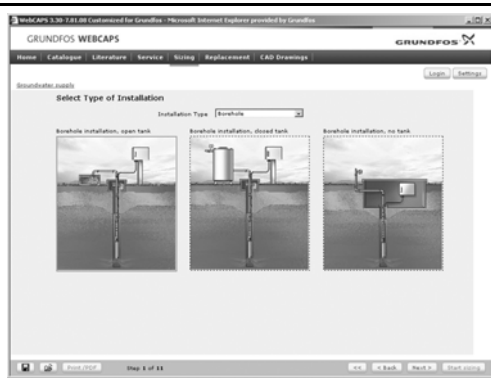 WebCAPS 3.30-7.81.08 Customized for Grundfos - Microsoft Internet Explorer provided by Grundfos
GRUNDFOS WEBCAPS
GRUNDFOS
Home Catalogue Literature Service Sizing Replacement CAD Drawings
Login Settings
Groundwater supply
Select Type of Installation
Installation Type Borehole
Borehole installation, open tank Borehole installation, closed tank Borehole installation, no tank
Print/PDF Step 1 of 11 << < Back Next > Start sizing